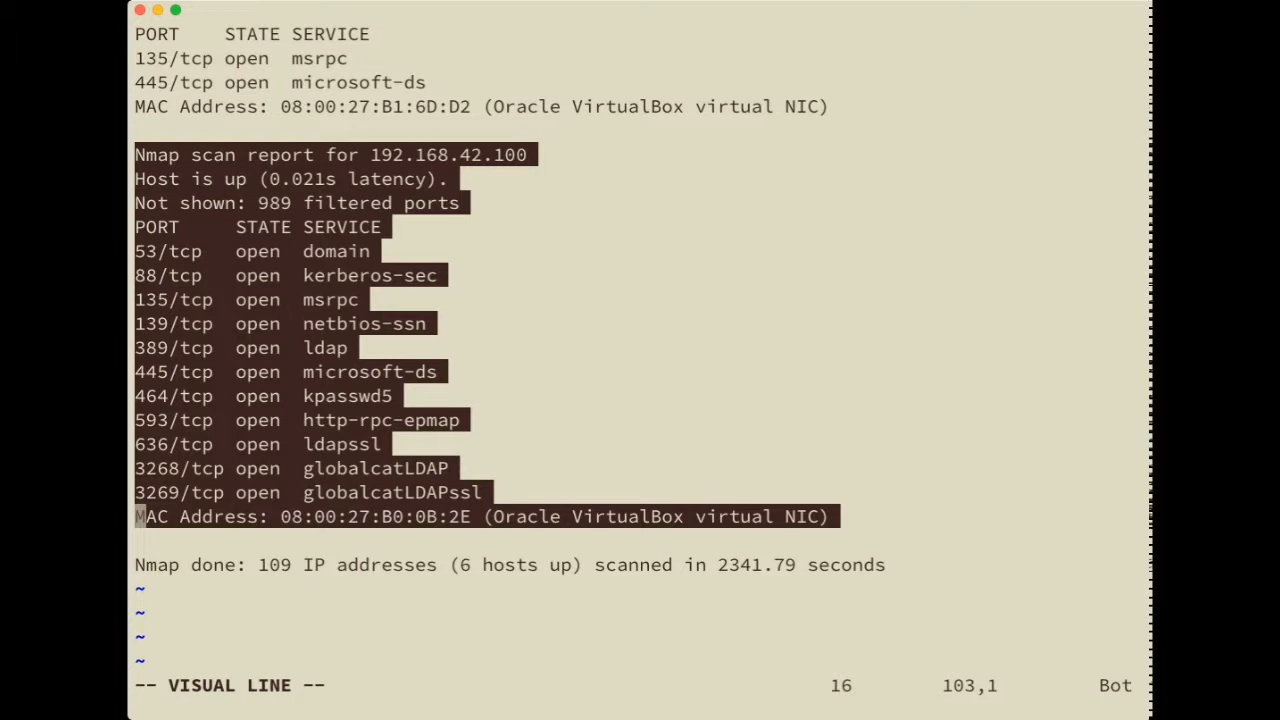 PORT    STATE SERVICE
135/tcp open  msrpc
445/tcp open  microsoft-ds
MAC Address: 08:00:27:B1:6D:D2 (Oracle VirtualBox virtual NIC)
Nmap scan report for 192.168.42.100
Host is up (0.021s latency).
Not shown: 989 filtered ports
PORT     STATE SERVICE
53/tcp   open  domain
88/tcp   open  kerberos-sec
135/tcp  open  msrpc
139/tcp  open  netbios-ssn
389/tcp  open  ldap
445/tcp  open  microsoft-ds
464/tcp  open  kpasswd5
593/tcp  open  http-rpc-epmap
636/tcp  open  ldapssl
3268/tcp open  globalcatLDAP
3269/tcp open  globalcatLDAPssl
MAC Address: 08:00:27:B0:0B:2E (Oracle VirtualBox virtual NIC)
Nmap done: 109 IP addresses (6 hosts up) scanned in 2341.79 seconds
~
~
~
~
-- VISUAL LINE -- 16 103,1 Bot